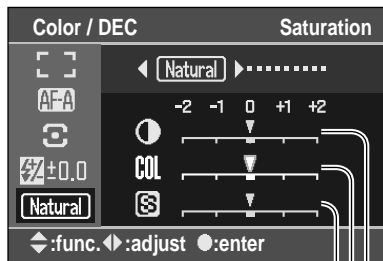 Color / DEC Saturation
Natural
AF-A
-2 -1 0 +1 +2
COL
±0.0
S
Natural
:func. :adjust :enter